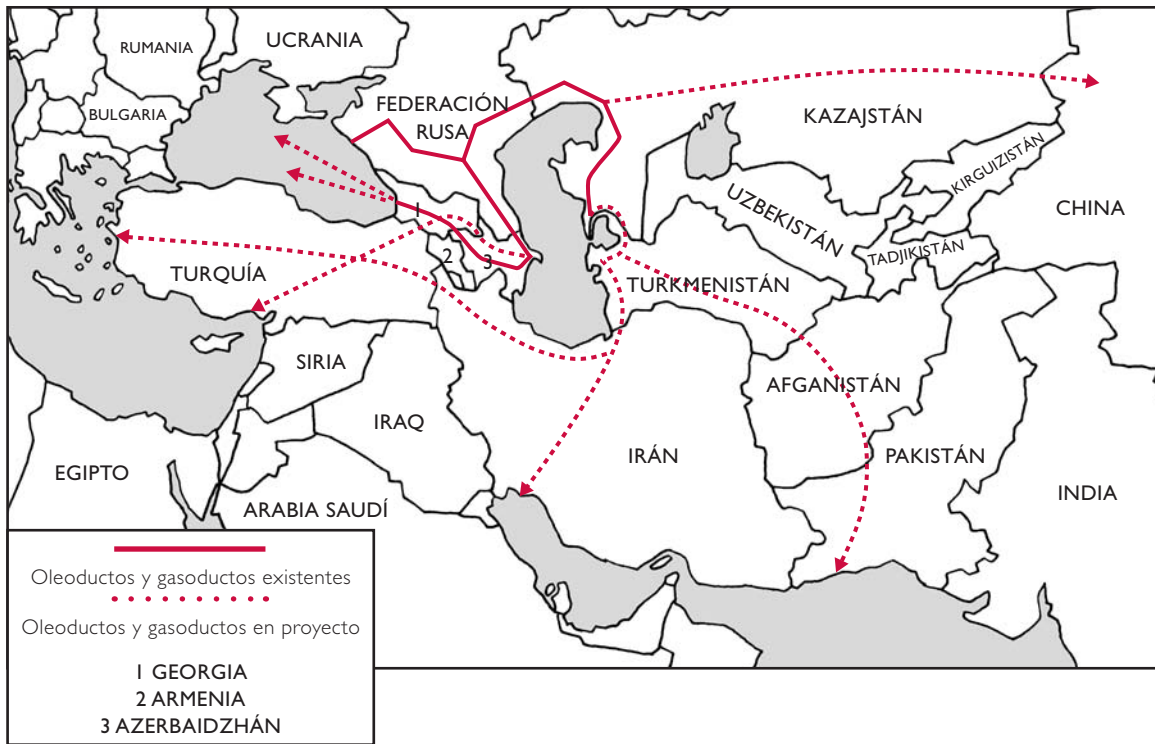 RUMANIA
UCRANIA
BULGARIA
FEDERACIÓN
RUSA
KAZAJSTÁN
KIRGUIZISTÁN
UZBEKISTÁN
TADJIKISTÁN
CHINA
1
2
3
TURQUÍA
TURKMENISTÁN
SIRIA
AFGANISTÁN
IRAQ
IRÁN
PAKISTÁN
EGIPTO
ARABIA SAUDÍ
INDIA
Oleoductos y gasoductos existentes
Oleoductos y gasoductos en proyecto
1 GEORGIA
2 ARMENIA
3 AZERBAIDZHÁN